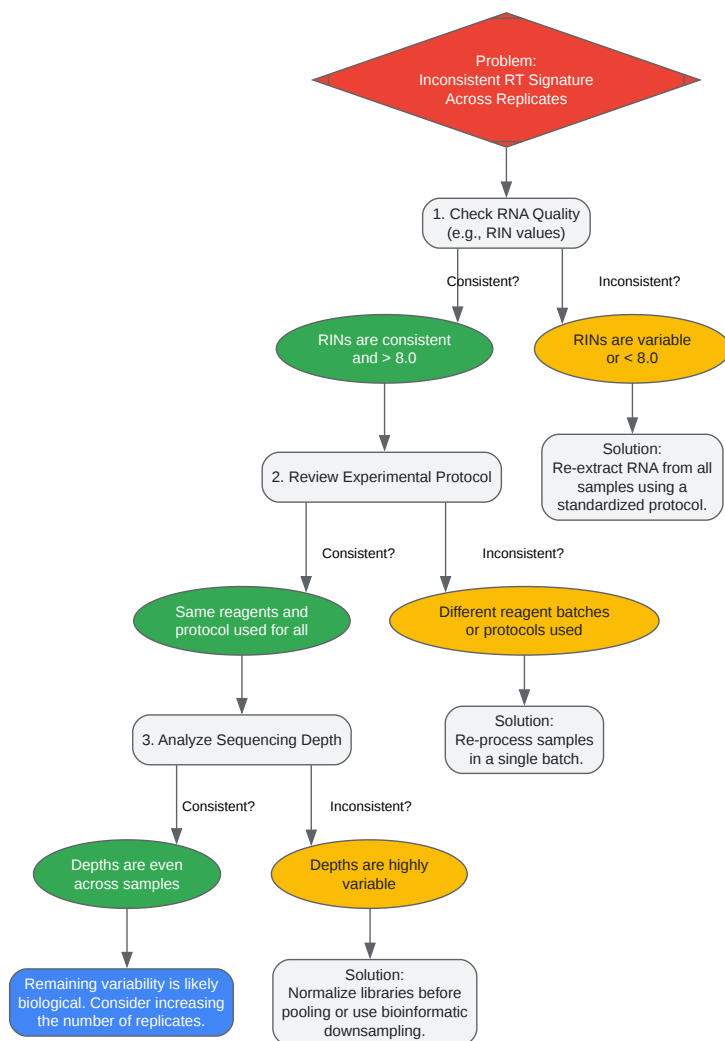 Problem:
Inconsistent RT Signature
Across Replicates
1. Check RNA Quality
(e.g., RIN values)
Consistent?
Inconsistent?
RINs are consistent
and > 8.0
RINs are variable
or < 8.0
Solution:
Re-extract RNA from all
samples using a
standardized protocol.
2. Review Experimental Protocol
Consistent?
Inconsistent?
Same reagents and
protocol used for all
Different reagent batches
or protocols used
Solution:
Re-process samples
in a single batch.
3. Analyze Sequencing Depth
Consistent?
Inconsistent?
Depths are even
across samples
Depths are highly
variable
Remaining variability is likely
biological. Consider increasing
the number of replicates.
Solution:
Normalize libraries before
pooling or use bioinformatic
downsampling.